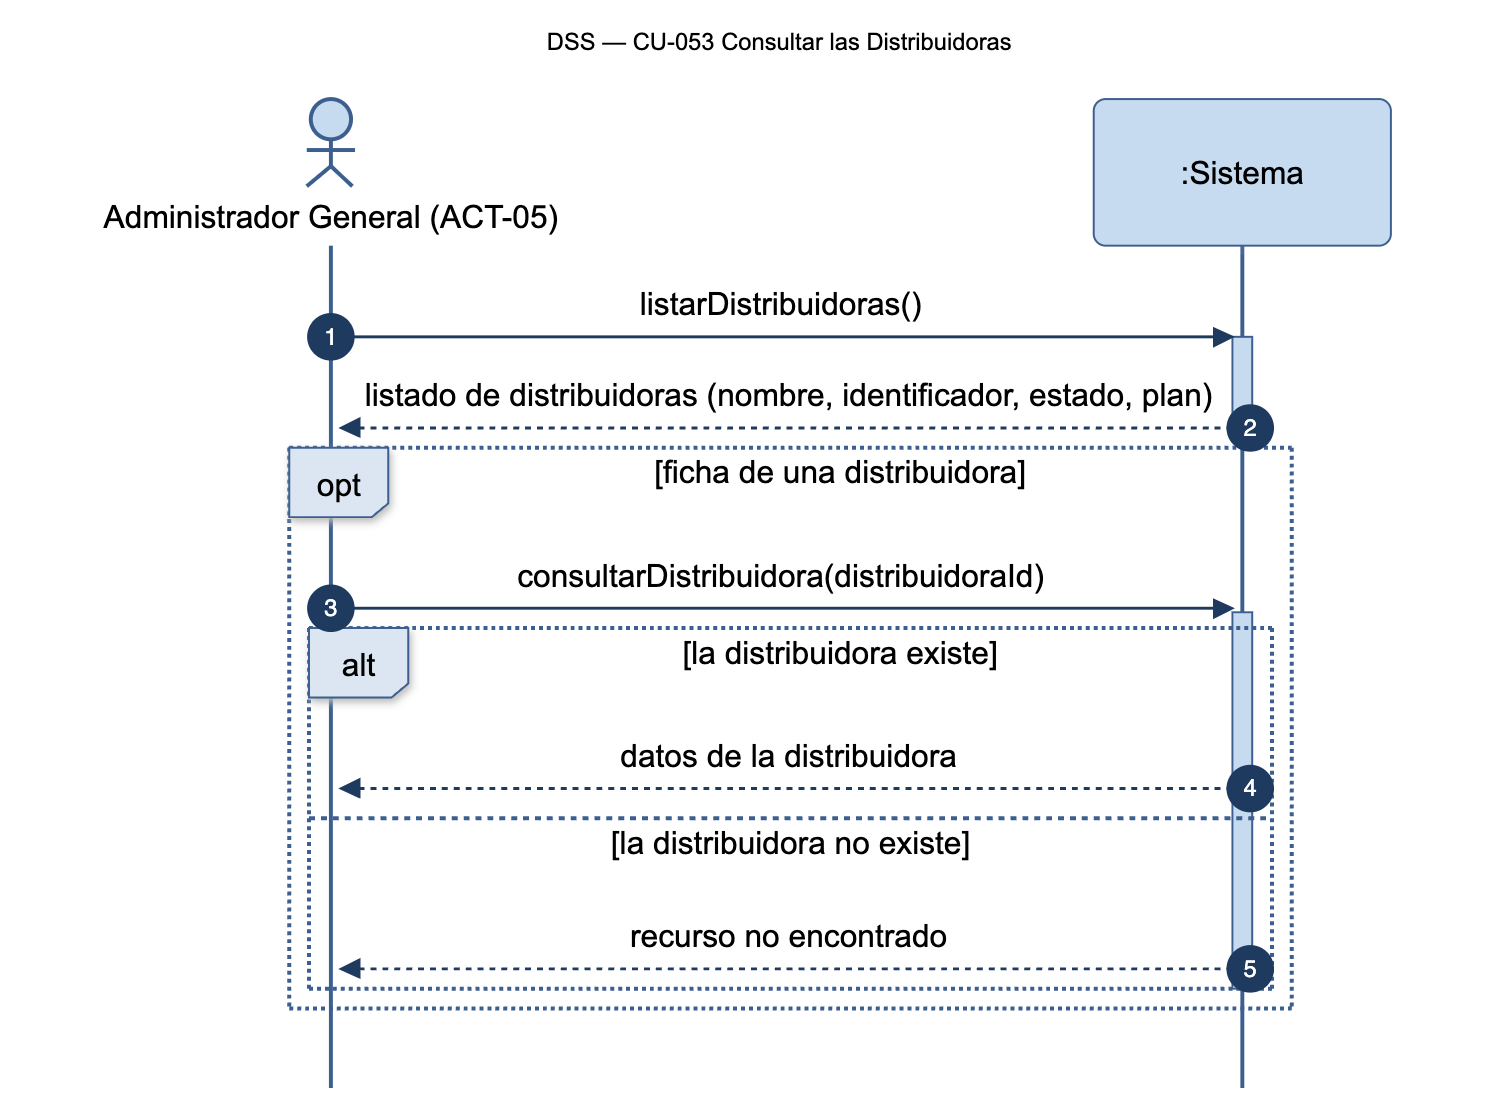 DSS — CU-053 Consultar las Distribuidoras
Administrador General (ACT-05)
:Sistema
listarDistribuidoras()
1
listado de distribuidoras (nombre, identificador, estado, plan)
2
opt
[ficha de una distribuidora]
consultarDistribuidora(distribuidoraId)
3
alt
[la distribuidora existe]
datos de la distribuidora
4
[la distribuidora no existe]
recurso no encontrado
5